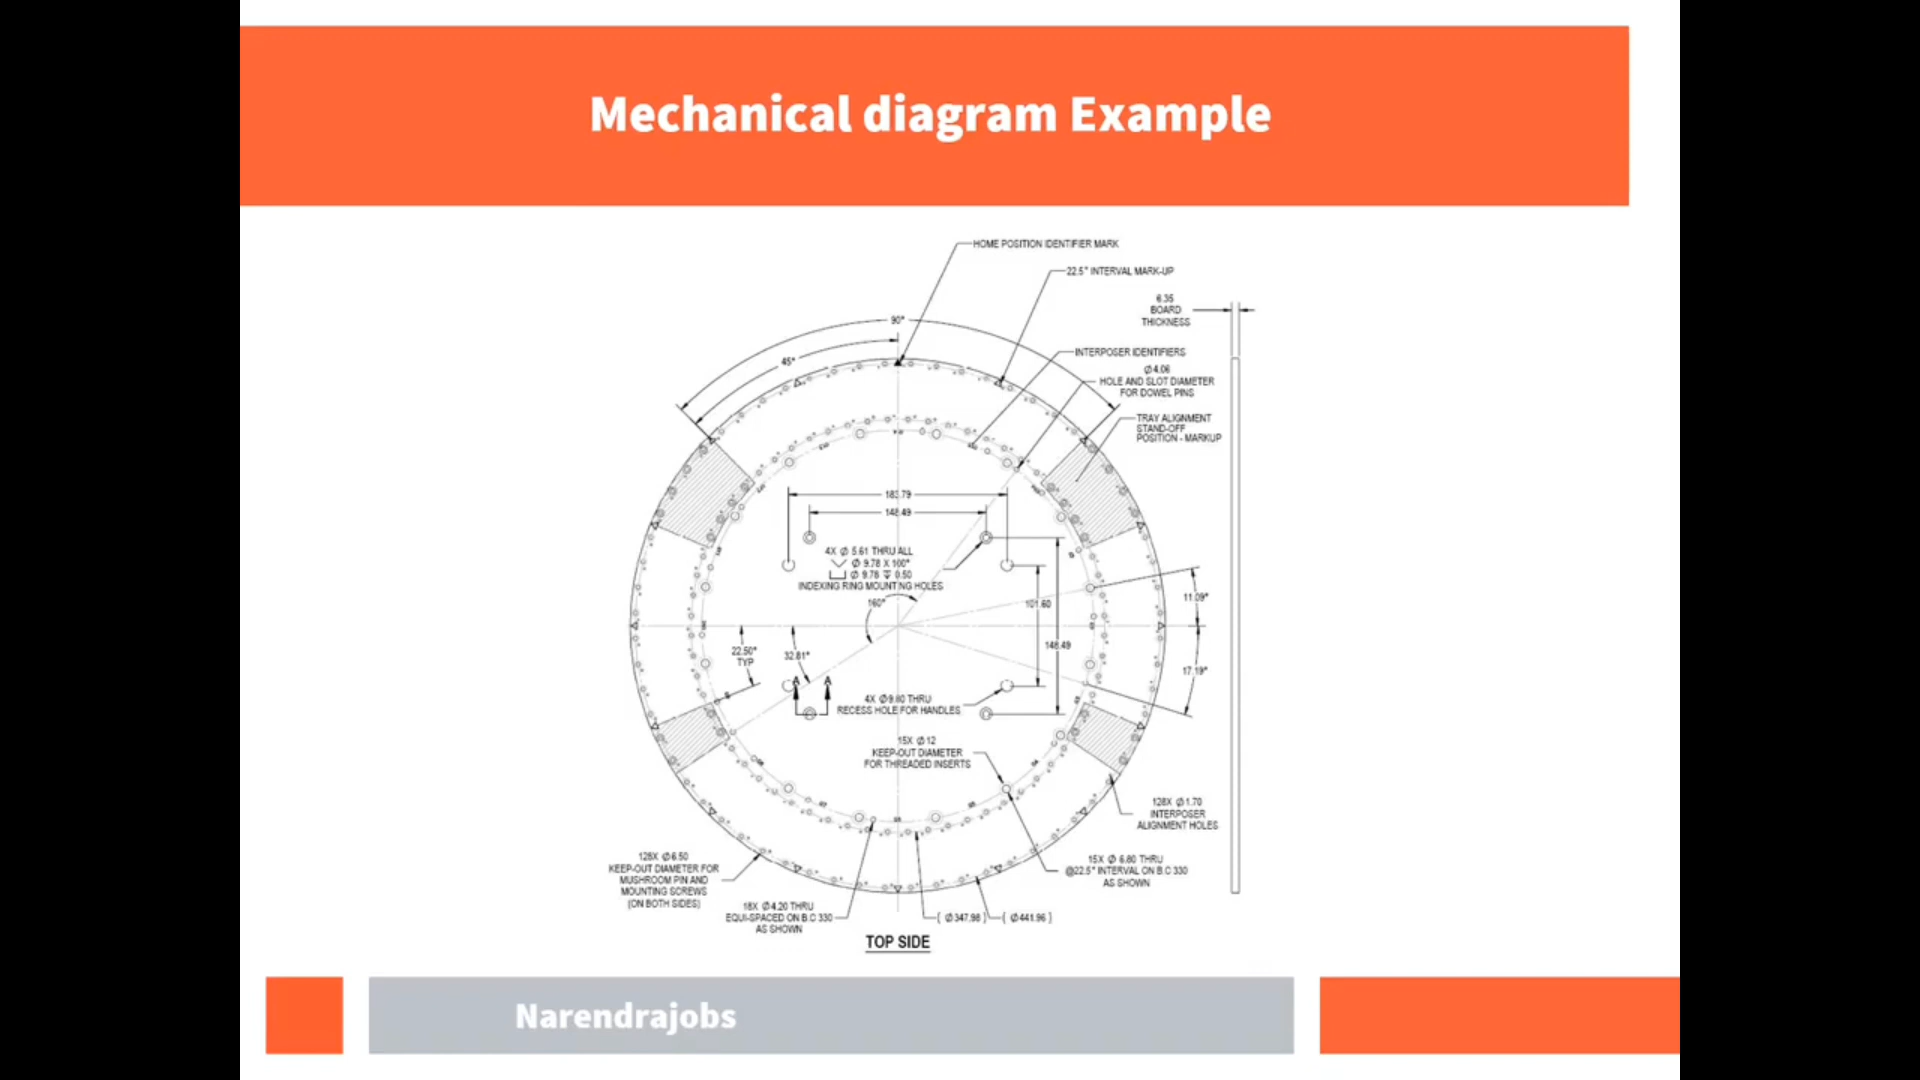 Mechanical diagram Example
HOME POSITION IDENTIFIER MARK
22.5° INTERVAL MARK-UP
6.35
BOARD
THICKNESS
90°
45°
INTERPOSER IDENTIFIERS
Ø4.06
HOLE AND SLOT DIAMETER
FOR DOWEL PINS
TRAY ALIGNMENT
STAND-OFF
POSITION - MARKUP
183.79
148.49
4X Ø 5.61 THRU ALL
Ø 9.78 X 100°
Ø 9.78 ↧ 0.50
INDEXING RING MOUNTING HOLES
160°
101.60
11.09°
148.49
22.50°
TYP
32.81°
17.19°
A A
4X Ø9.80 THRU
RECESS HOLE FOR HANDLES
15X Ø12
KEEP-OUT DIAMETER
FOR THREADED INSERTS
128X Ø1.70
INTERPOSER
ALIGNMENT HOLES
128X Ø6.50
KEEP-OUT DIAMETER FOR
MUSHROOM PIN AND
MOUNTING SCREWS
(ON BOTH SIDES)
15X Ø 6.80 THRU
@22.5° INTERVAL ON B.C 330
AS SHOWN
16X Ø4.20 THRU
EQUI-SPACED ON B.C 330
AS SHOWN
( Ø347.98 )
( Ø441.96 )
TOP SIDE
Narendrajobs